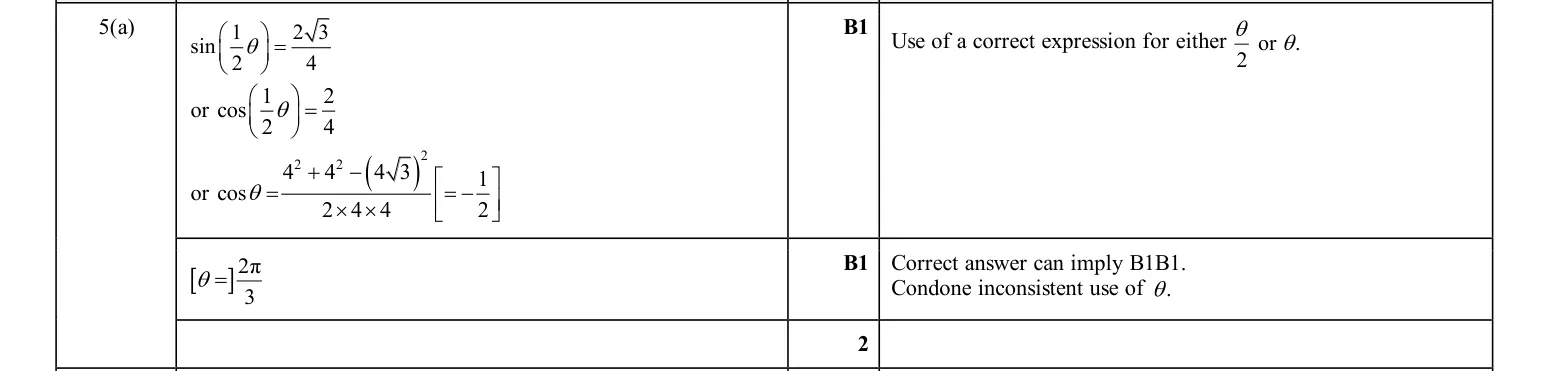 5(a) sin(1/2 θ) = 2√3/4 B1 Use of a correct expression for either θ/2 or θ.
or cos(1/2 θ) = 2/4
or cosθ = (4² + 4² − (4√3)²)/(2×4×4) [= −1/2]
[θ =] 2π/3 B1 Correct answer can imply B1B1.
Condone inconsistent use of θ.
2